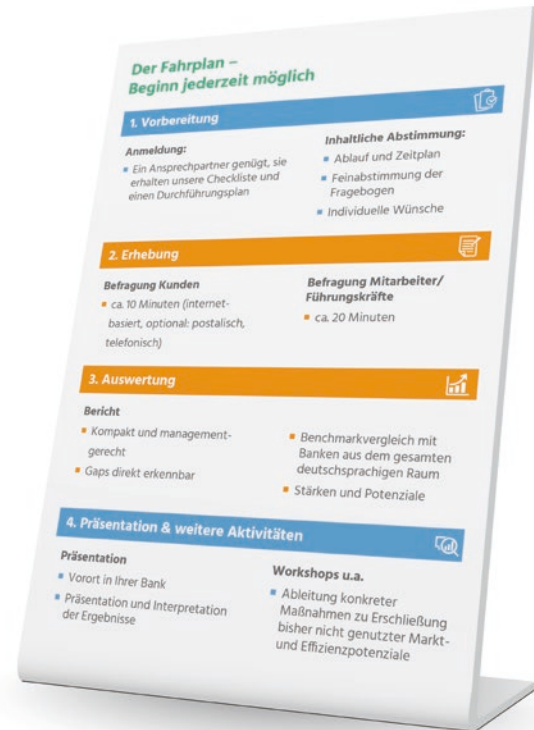 Der Fahrplan –
Beginn jederzeit möglich
1. Vorbereitung
Anmeldung:
Ein Ansprechpartner genügt, sie
erhalten unsere Checkliste und
einen Durchführungsplan
Inhaltliche Abstimmung:
Ablauf und Zeitplan
Feinabstimmung der
Fragebogen
Individuelle Wünsche
2. Erhebung
Befragung Kunden
ca. 10 Minuten (internet-
basiert, optional: postalisch,
telefonisch)
Befragung Mitarbeiter/
Führungskräfte
ca. 20 Minuten
3. Auswertung
Bericht
Kompakt und management-
gerecht
Gaps direkt erkennbar
Benchmarkvergleich mit
Banken aus dem gesamten
deutschsprachigen Raum
Stärken und Potenziale
4. Präsentation & weitere Aktivitäten
Präsentation
Vorort in Ihrer Bank
Präsentation und Interpretation
der Ergebnisse
Workshops u.a.
Ableitung konkreter
Maßnahmen zu Erschließung
bisher nicht genutzter Markt-
und Effizienzpotenziale